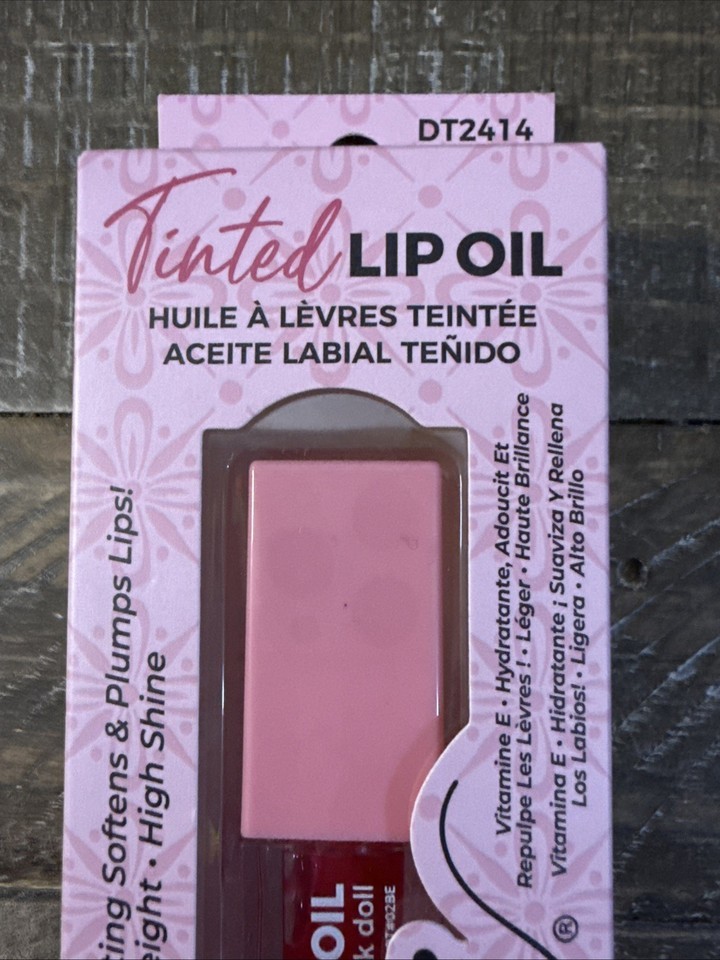 DT2414
Tinted LIP OIL
HUILE À LÈVRES TEINTÉE
ACEITE LABIAL TEÑIDO
ting Softens & Plumps Lips!
eight • High Shine
Vitamine E • Hydratante, Adoucit Et
Repulpe Les Lèvres ! • Léger • Haute Brillance
Vitamina E • Hidratante ¡ Suaviza Y Rellena
Los Labios! • Ligera • Alto Brillo
OIL
k doll
T#02BE
®